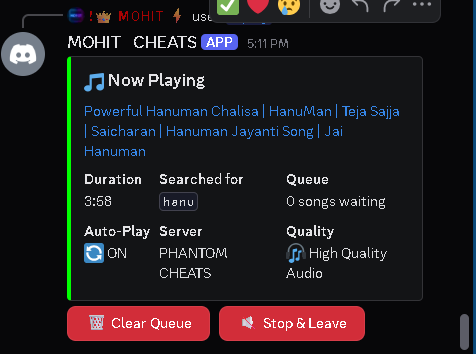 ! MOHIT use
MOHIT CHEATS APP 5:11 PM
Now Playing
Powerful Hanuman Chalisa | HanuMan | Teja Sajja
| Saicharan | Hanuman Jayanti Song | Jai
Hanuman
Duration Searched for Queue
3:68 hanu 0 songs waiting
Auto-Play Server Quality
ON PHANTOM High Quality
CHEATS Audio
Clear Queue Stop & Leave